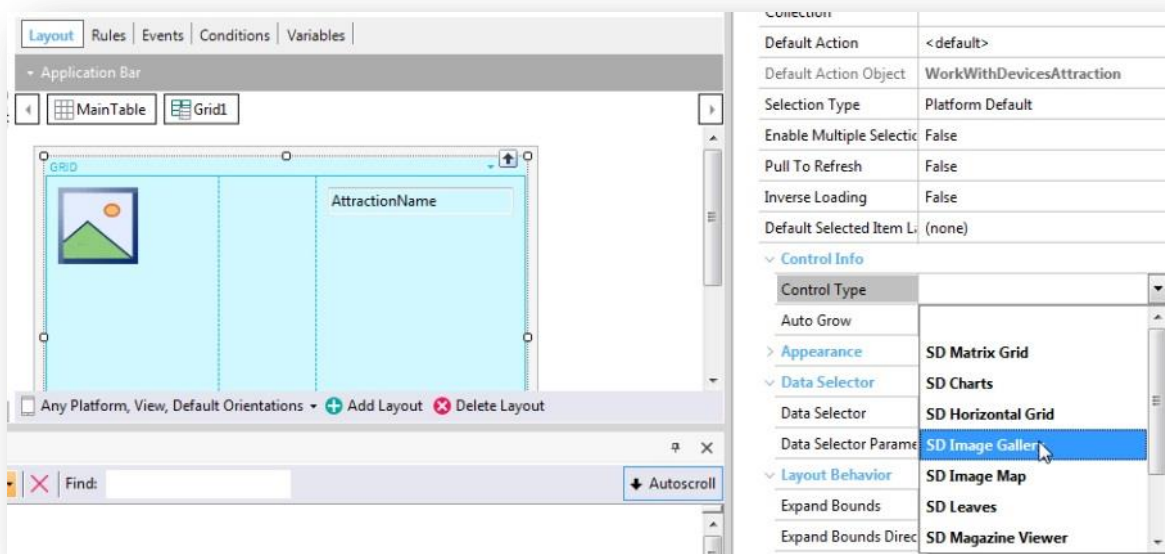 Layout Rules Events Conditions Variables
Application Bar
MainTable Grid1
GRID
AttractionName
Any Platform, View, Default Orientations Add Layout Delete Layout
Find: Autoscroll
Collection
Default Action <default>
Default Action Object WorkWithDevicesAttraction
Selection Type Platform Default
Enable Multiple Selectic False
Pull To Refresh False
Inverse Loading False
Default Selected Item La (none)
Control Info
Control Type
Auto Grow
Appearance SD Matrix Grid
Data Selector SD Charts
Data Selector SD Horizontal Grid
Data Selector Parame SD Image Gallery
Layout Behavior SD Image Map
Expand Bounds SD Leaves
Expand Bounds Direc SD Magazine Viewer